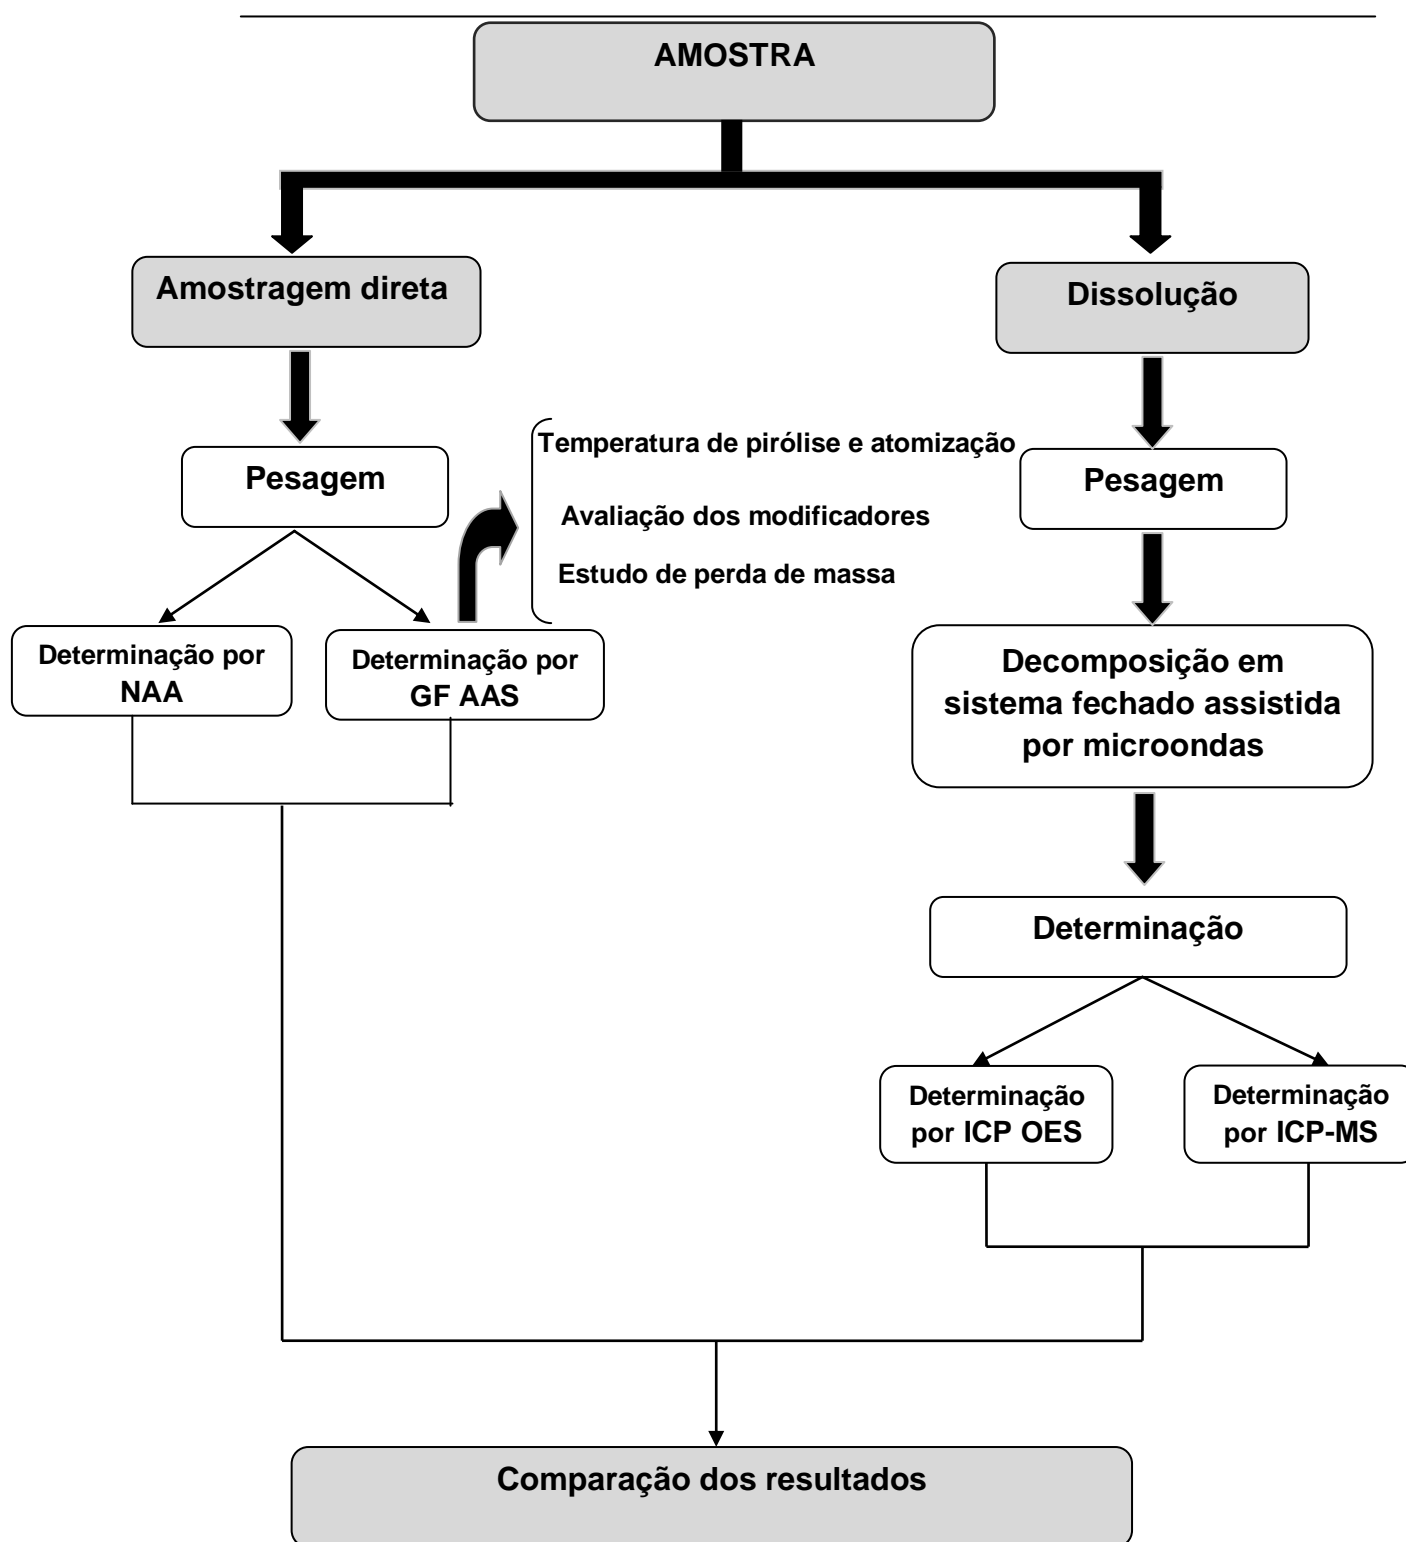 AMOSTRA
Amostragem direta
Dissolução
Pesagem
Temperatura de pirólise e atomização
Avaliação dos modificadores
Estudo de perda de massa
Pesagem
Determinação por
NAA
Determinação por
GF AAS
Decomposição em
sistema fechado assistida
por microondas
Determinação
Determinação
por ICP OES
Determinação
por ICP-MS
Comparação dos resultados